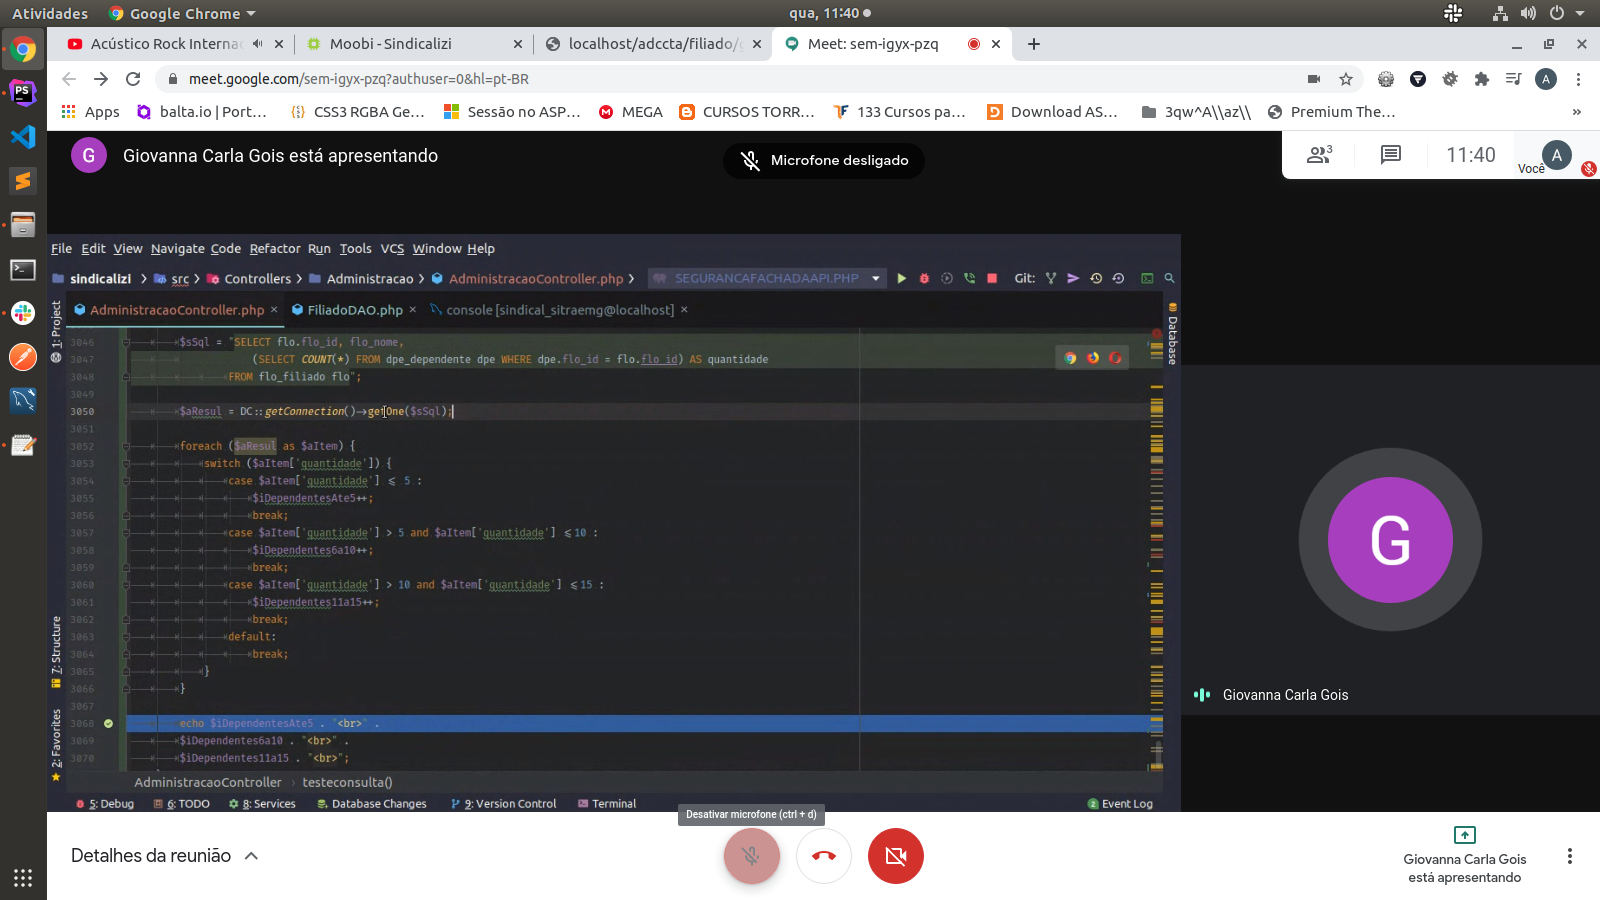 Atividades
Google Chrome
qua, 11:40
Acústico Rock Interna
Moobi - Sindicalizi
localhost/adccta/filiado/
Meet: sem-igyx-pzq
meet.google.com/sem-igyx-pzq?authuser=0&hl=pt-BR
A
Apps
balta.io | Port...
CSS3 RGBA Ge...
Sessão no ASP...
MEGA
CURSOS TORR...
133 Cursos pa...
Download AS...
3qw^A\\az\\
Premium The...
»
G
Giovanna Carla Gois está apresentando
Microfone desligado
3
11:40
Você
A
File Edit View Navigate Code Refactor Run Tools VCS Window Help
sindicalizi
src
Controllers
Administracao
AdministracaoController.php
SEGURANCAFACHADAAPI.PHP
Git:
AdministracaoController.php
FiliadoDAO.php
console [sindical_sitraemg@localhost]
1: Project
Database
3046 $sSql = "SELECT flo.flo_id, flo_nome,
3047 (SELECT COUNT(*) FROM dpe_dependente dpe WHERE dpe.flo_id = flo.flo_id) AS quantidade
3048 FROM flo_filiado flo";
3049
3050 $aResul = DC::getConnection()->getOne($sSql);
3051
3052 foreach ($aResul as $aItem) {
3053 switch ($aItem['quantidade']) {
3054 case $aItem['quantidade'] <= 5 :
3055 $iDependentesAte5++;
3056 break;
3057 case $aItem['quantidade'] > 5 and $aItem['quantidade'] <=10 :
3058 $iDependentes6a10++;
3059 break;
3060 case $aItem['quantidade'] > 10 and $aItem['quantidade'] <=15 :
3061 $iDependentes11a15++;
3062 break;
3063 default:
3064 break;
3065 }
3066 }
3067
3068 echo $iDependentesAte5 . "<br>" .
3069 $iDependentes6a10 . "<br>" .
3070 $iDependentes11a15 . "<br>";
7: Structure
2: Favorites
AdministracaoController
testeconsulta()
5: Debug
6: TODO
8: Services
Database Changes
9: Version Control
Terminal
2 Event Log
G
Giovanna Carla Gois
Desativar microfone (ctrl + d)
Detalhes da reunião
Giovanna Carla Gois
está apresentando